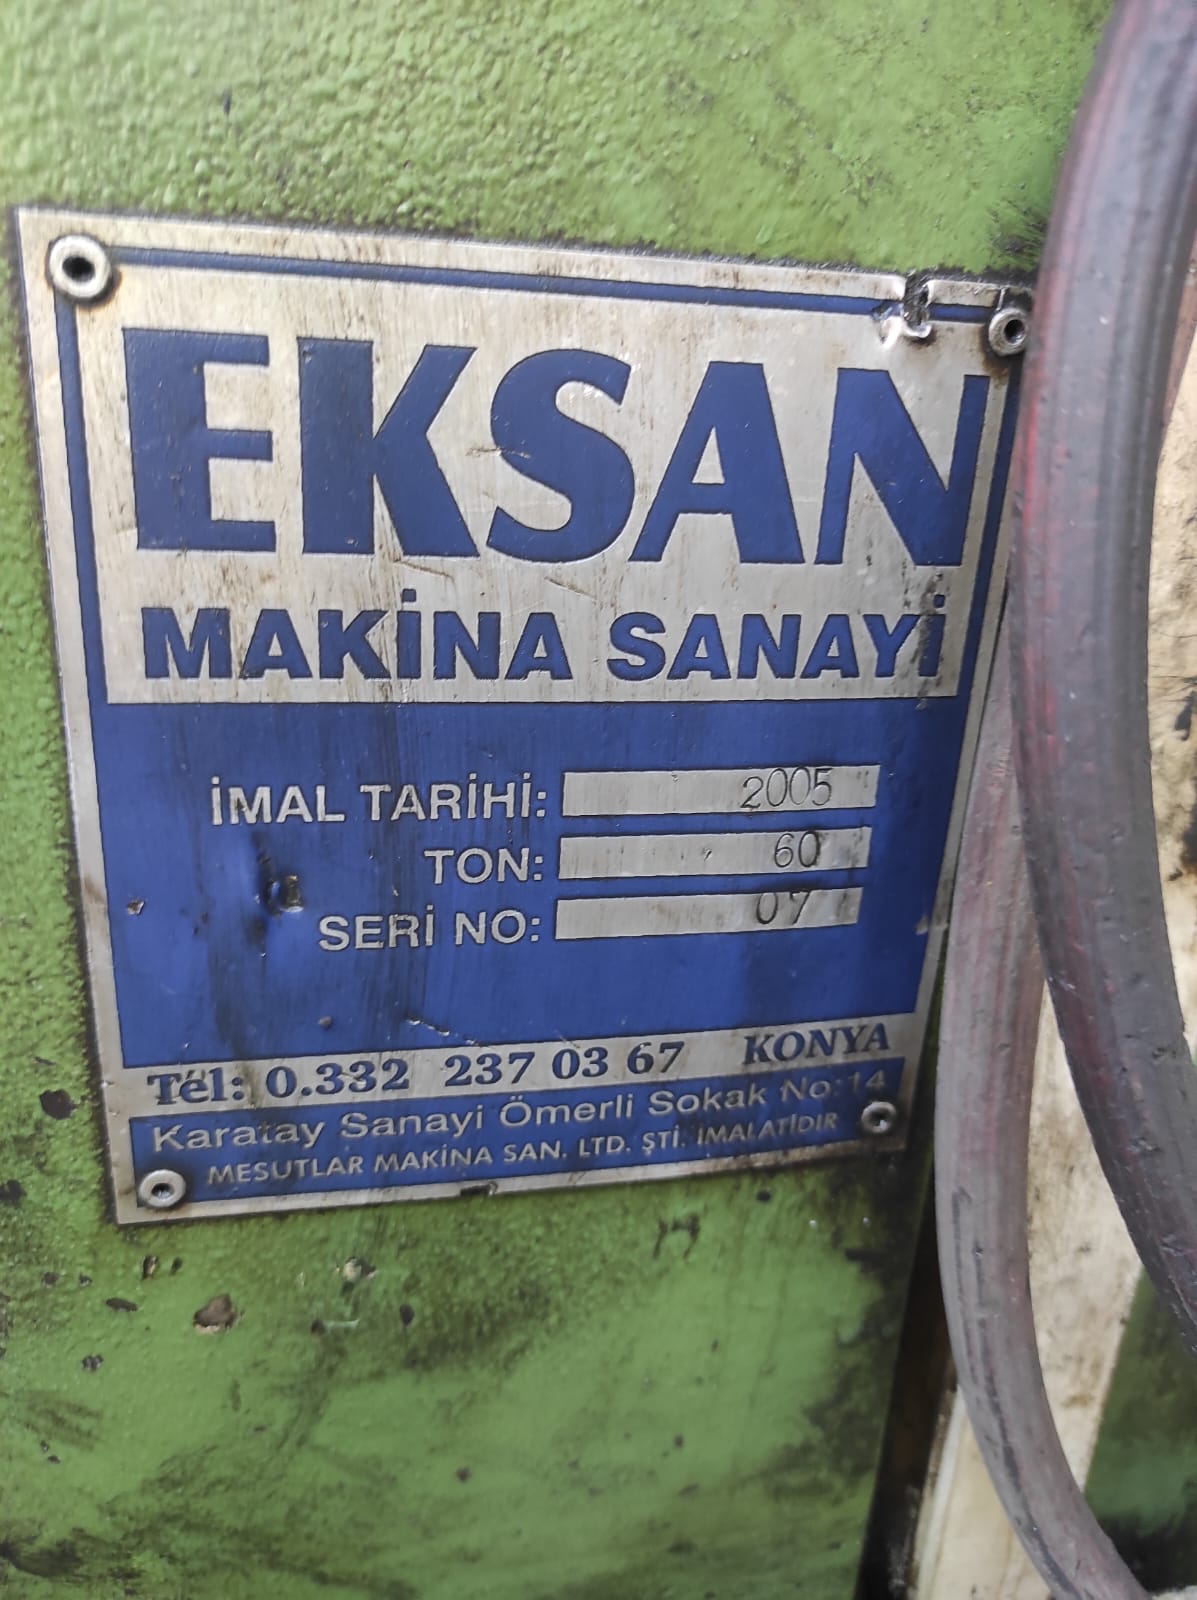 EKSAN
MAKİNA SANAYİ
İMAL TARİHİ: 2005
TON: 60
SERİ NO: 07
Tel: 0.332 237 03 67 KONYA
Karatay Sanayi Ömerli Sokak No:14
MESUTLAR MAKİNA SAN. LTD. ŞTİ. İMALATIDIR